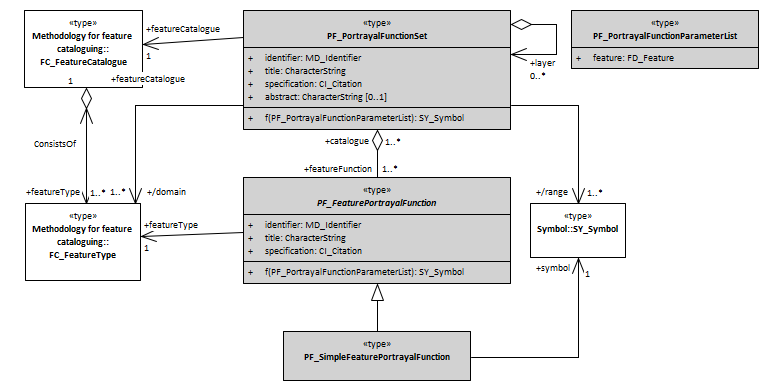 «type»
Methodology for feature
cataloguing::
FC_FeatureCatalogue
+featureCatalogue
1
1
+featureCatalogue
«type»
PF_PortrayalFunctionSet
+ identifier: MD_Identifier
+ title: CharacterString
+ specification: CI_Citation
+ abstract: CharacterString [0..1]
+ f(PF_PortrayalFunctionParameterList): SY_Symbol
+layer
0..*
«type»
PF_PortrayalFunctionParameterList
+ feature: FD_Feature
ConsistsOf
+catalogue 1..*
+featureFunction 1..*
+featureType 1..* 1..* +/domain
+/range 1..*
«type»
Methodology for feature
cataloguing::
FC_FeatureType
+featureType
1
«type»
PF_FeaturePortrayalFunction
+ identifier: MD_Identifier
+ title: CharacterString
+ specification: CI_Citation
+ f(PF_PortrayalFunctionParameterList): SY_Symbol
«type»
Symbol::SY_Symbol
+symbol 1
«type»
PF_SimpleFeaturePortrayalFunction